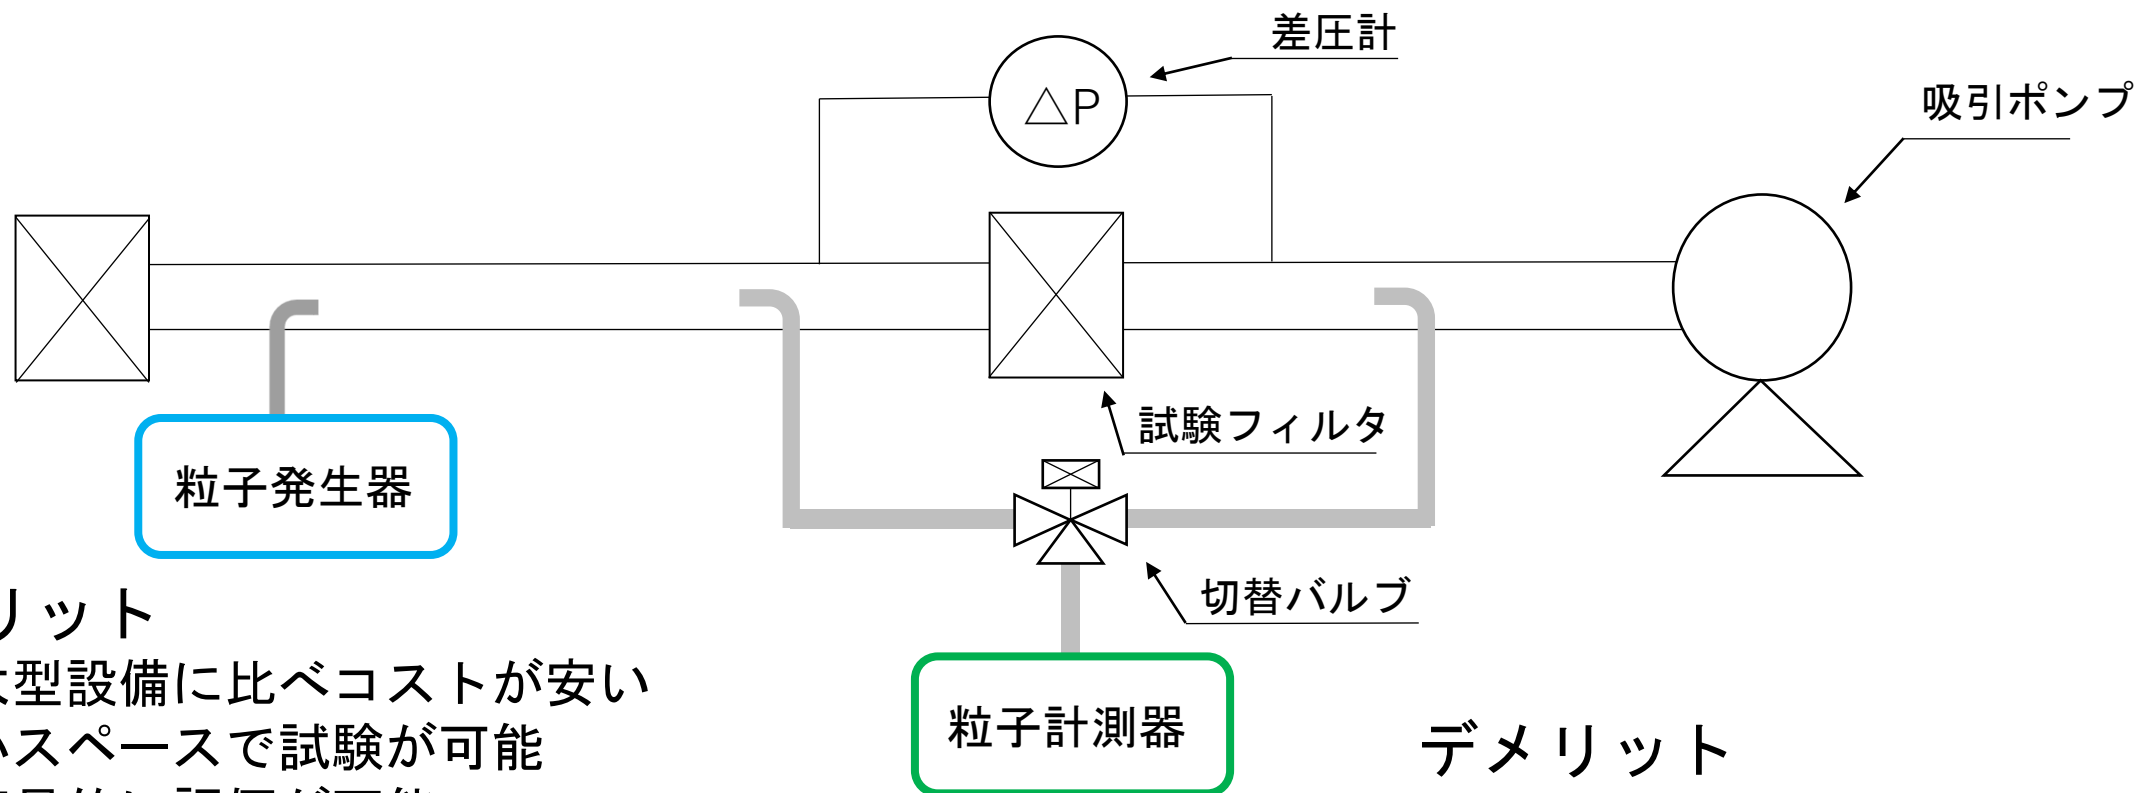 差圧計
△P
吸引ポンプ
試験フィルタ
粒子発生器
切替バルブ
リット
型設備に比べコストが安い
スペースで試験が可能
粒子計測器
デメリット